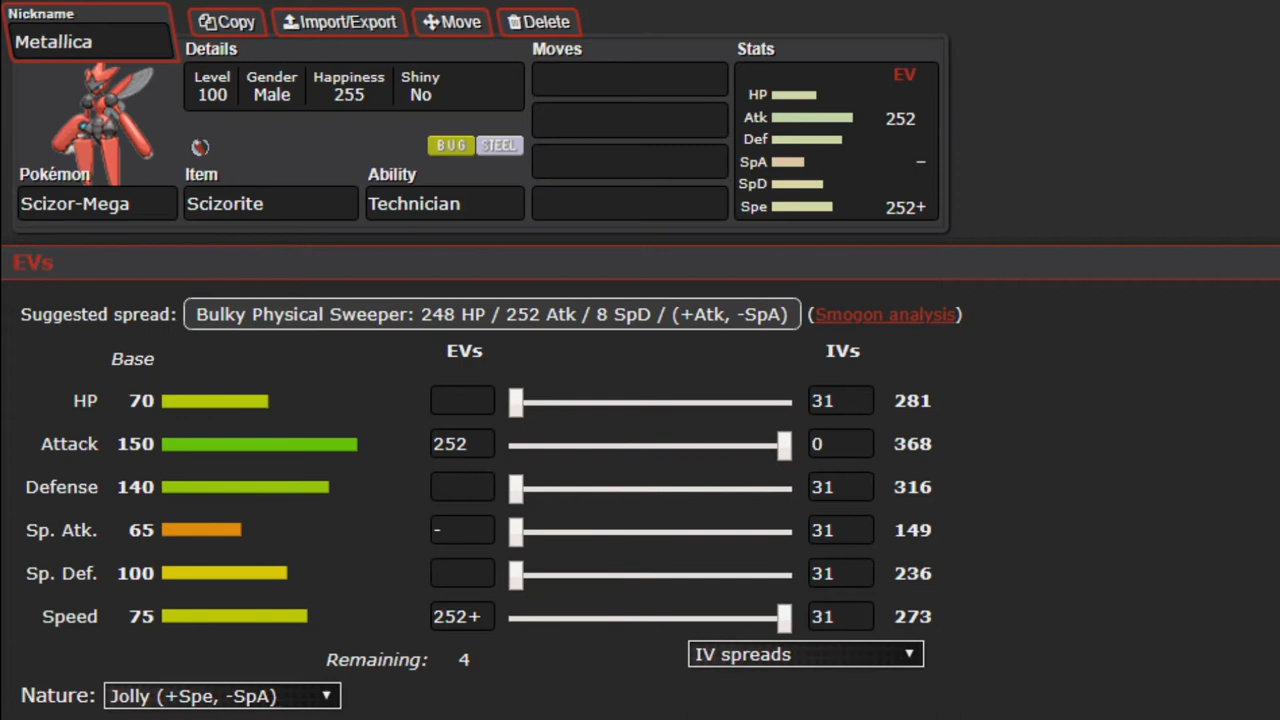 Nickname
Metallica
Copy Import/Export Move Delete
Details Moves Stats
Level Gender Happiness Shiny
100 Male 255 No
EV
HP
Atk 252
Def
SpA –
SpD
Spe 252+
BUG STEEL
Pokémon Item Ability
Scizor-Mega Scizorite Technician
EVs
Suggested spread: Bulky Physical Sweeper: 248 HP / 252 Atk / 8 SpD / (+Atk, -SpA) (Smogon analysis)
Base EVs IVs
HP 70 31 281
Attack 150 252 0 368
Defense 140 31 316
Sp. Atk. 65 - 31 149
Sp. Def. 100 31 236
Speed 75 252+ 31 273
IV spreads
Remaining: 4
Nature: Jolly (+Spe, -SpA)